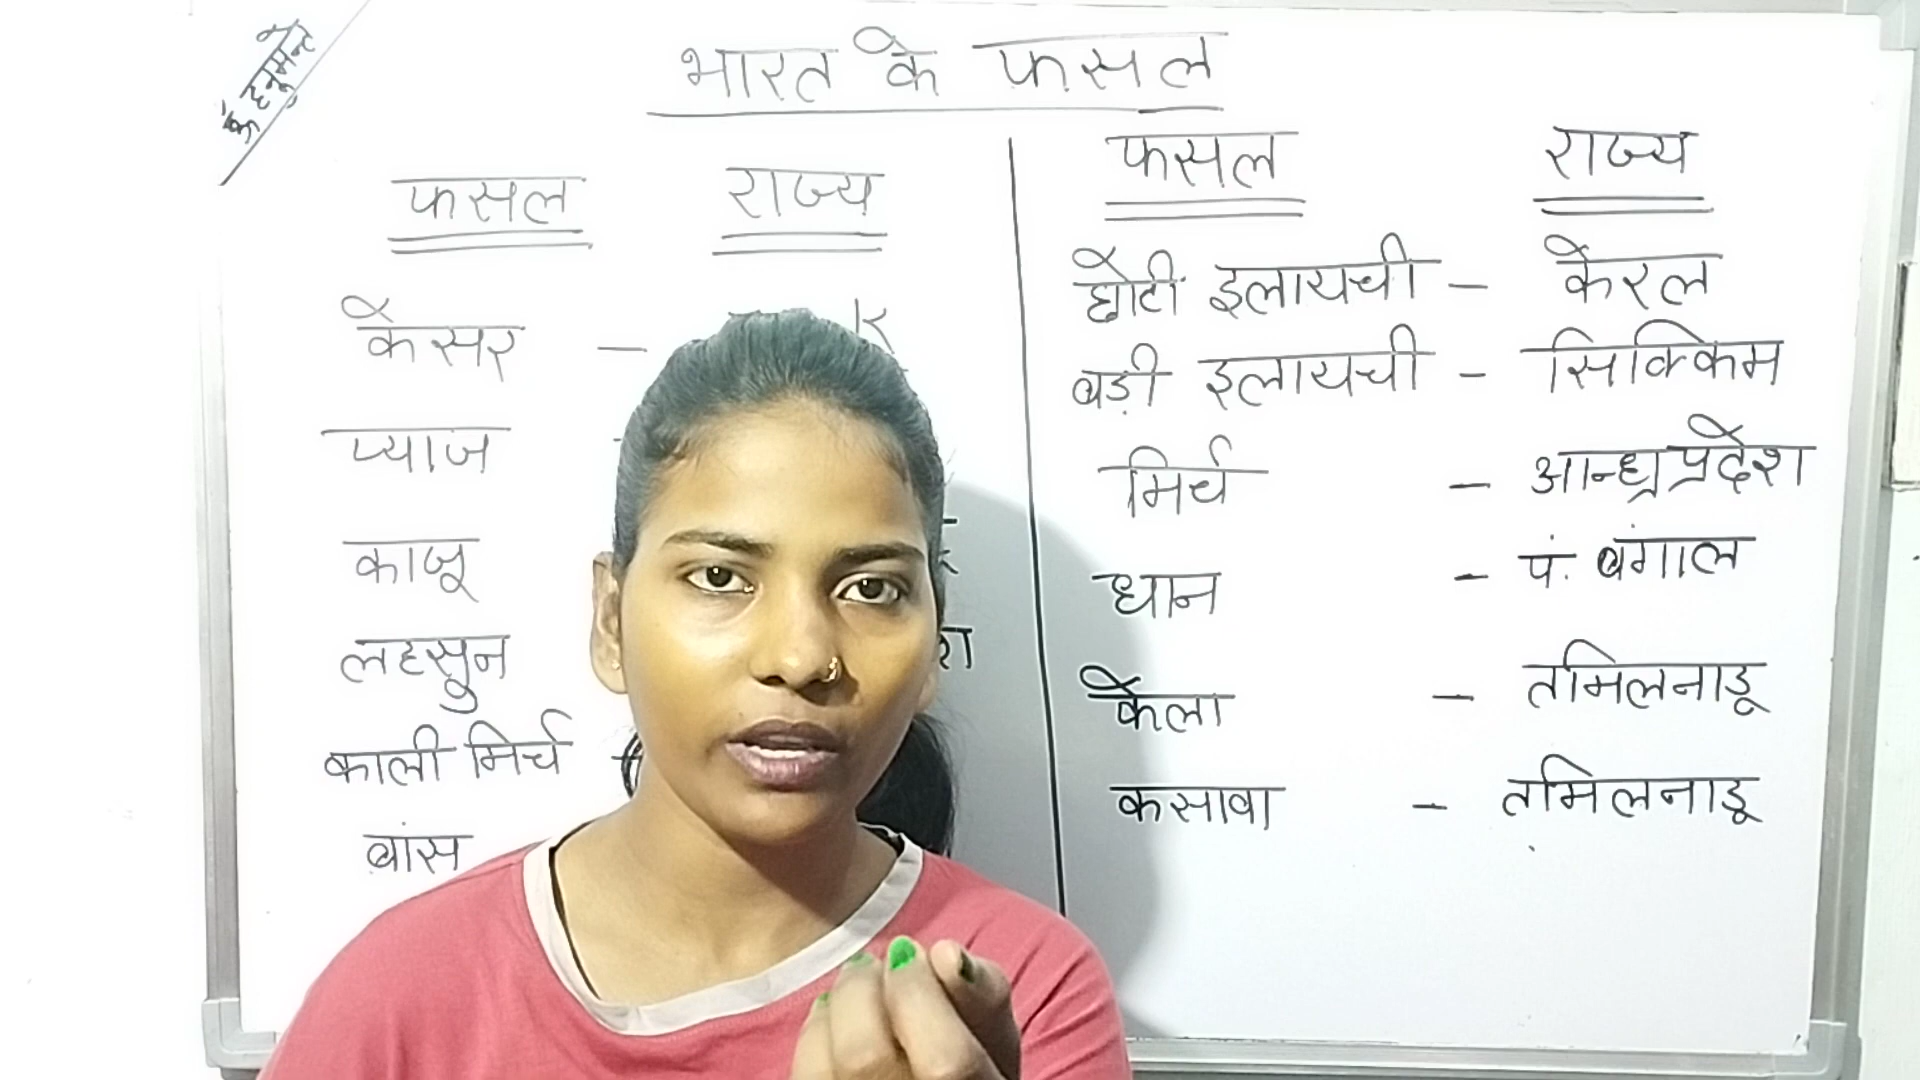 ॐ हनुमन्ते
भारत के फसल
फसल राज्य
केसर –
प्याज
काजू
लहसुन
काली मिर्च
बांस
फसल राज्य
छोटी इलायची – केरल
बड़ी इलायची – सिक्किम
मिर्च – आन्ध्रप्रदेश
धान – पं. बंगाल
केला – तमिलनाडू
कसावा – तमिलनाडू